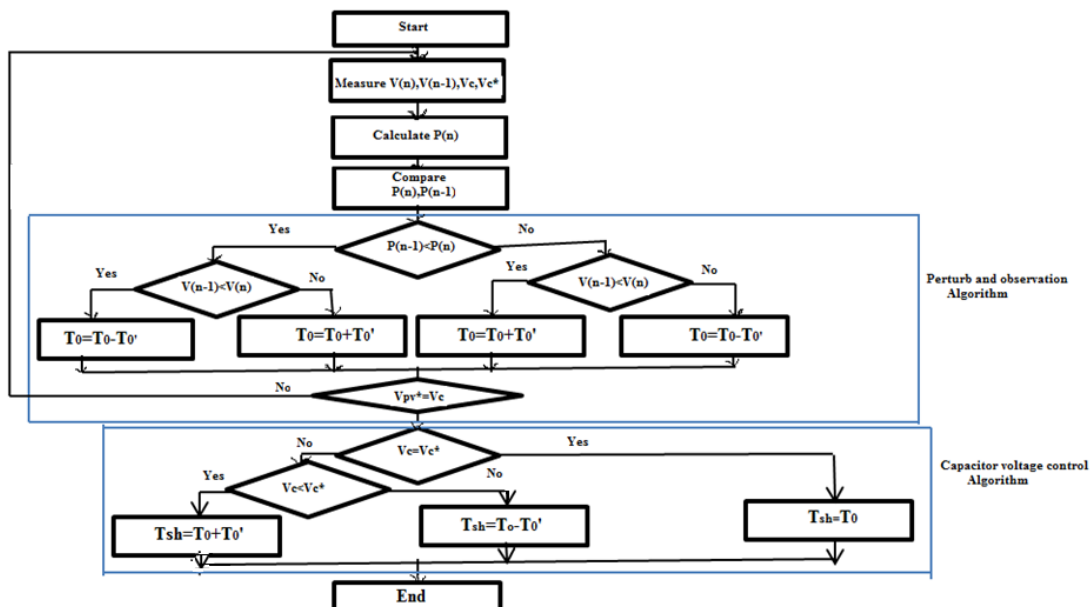 Start
Measure V(n),V(n-1),Vc,Vc*
Calculate P(n)
Compare
P(n),P(n-1)
Yes
No
P(n-1)<P(n)
Yes
No
Yes
No
V(n-1)<V(n)
V(n-1)<V(n)
Perturb and observation
Algorithm
T0=T0-T0'
T0=T0+T0'
T0=T0+T0'
T0=T0-T0'
No
Vpv*=Vc
No
Yes
Vc=Vc*
Yes
No
Vc<Vc*
Capacitor voltage control
Algorithm
Tsh=T0+T0'
Tsh=To-T0'
Tsh=T0
End